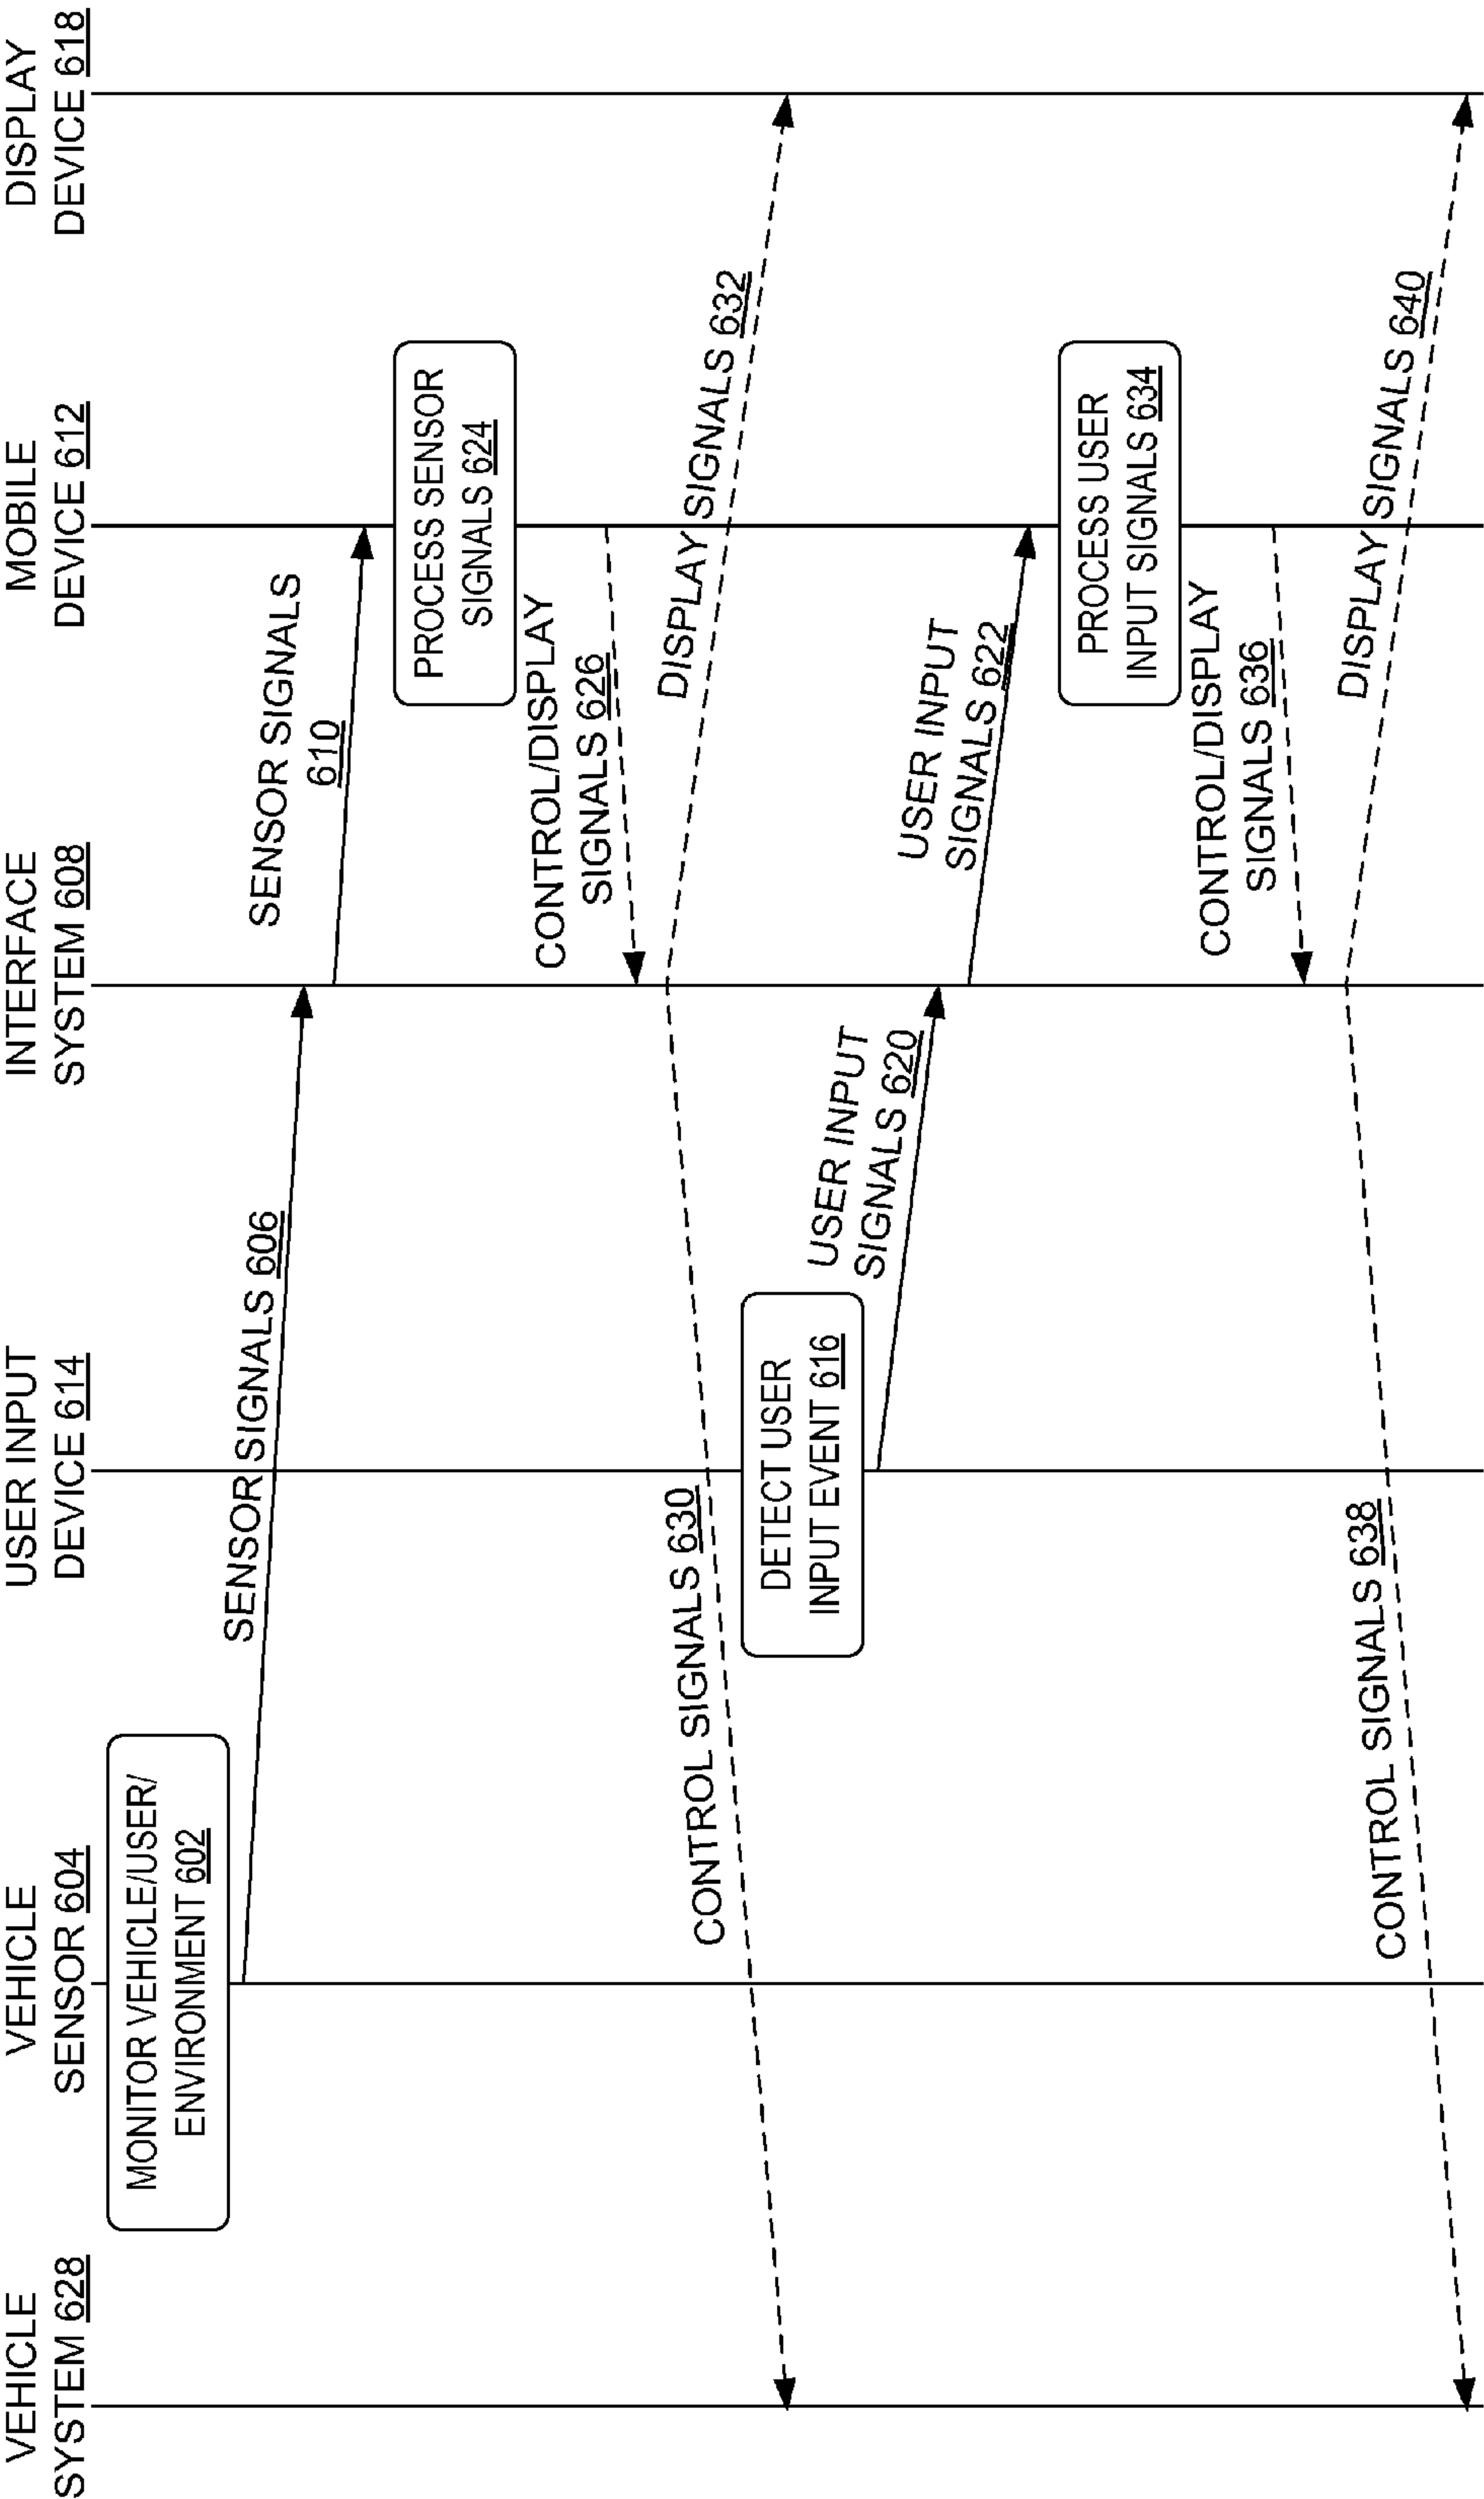 VEHICLE
SYSTEM 628
VEHICLE
SENSOR 604
USER INPUT
DEVICE 614
INTERFACE
SYSTEM 608
MOBILE
DEVICE 612
DISPLAY
DEVICE 618
MONITOR VEHICLE/USER/
ENVIRONMENT 602
SENSOR SIGNALS 606
SENSOR SIGNALS
610
PROCESS SENSOR
SIGNALS 624
CONTROL/DISPLAY
SIGNALS 626
CONTROL SIGNALS 630
DISPLAY SIGNALS 632
DETECT USER
INPUT EVENT 616
USER INPUT
SIGNALS 620
USER INPUT
SIGNALS 622
PROCESS USER
INPUT SIGNALS 634
CONTROL/DISPLAY
SIGNALS 636
CONTROL SIGNALS 638
DISPLAY SIGNALS 640